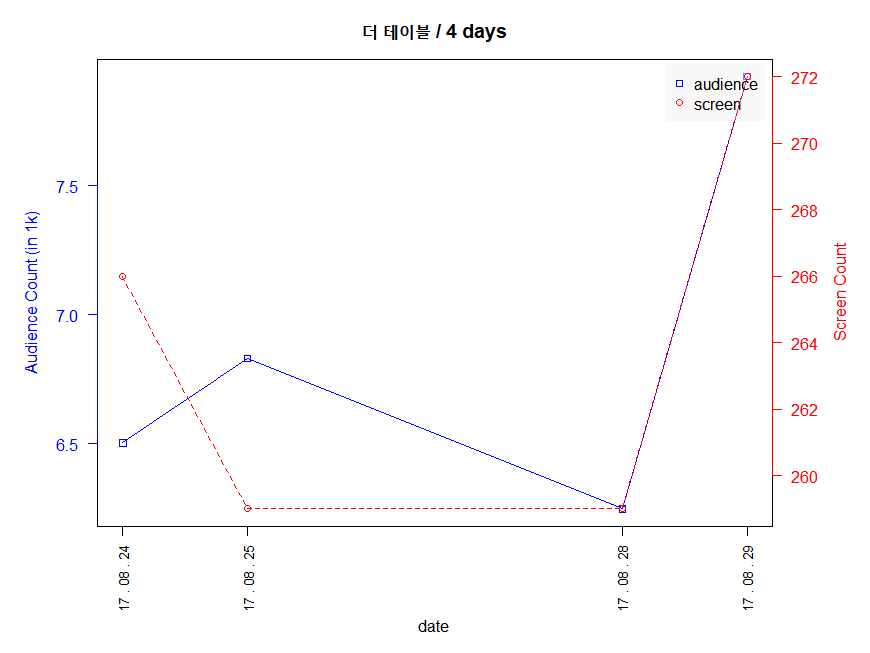 더 테이블 / 4 days
audience
screen
Audience Count (in 1k)
7.5
7.0
6.5
272
270
268
266
264
262
260
Screen Count
17 . 08 . 24
17 . 08 . 25
17 . 08 . 28
17 . 08 . 29
date